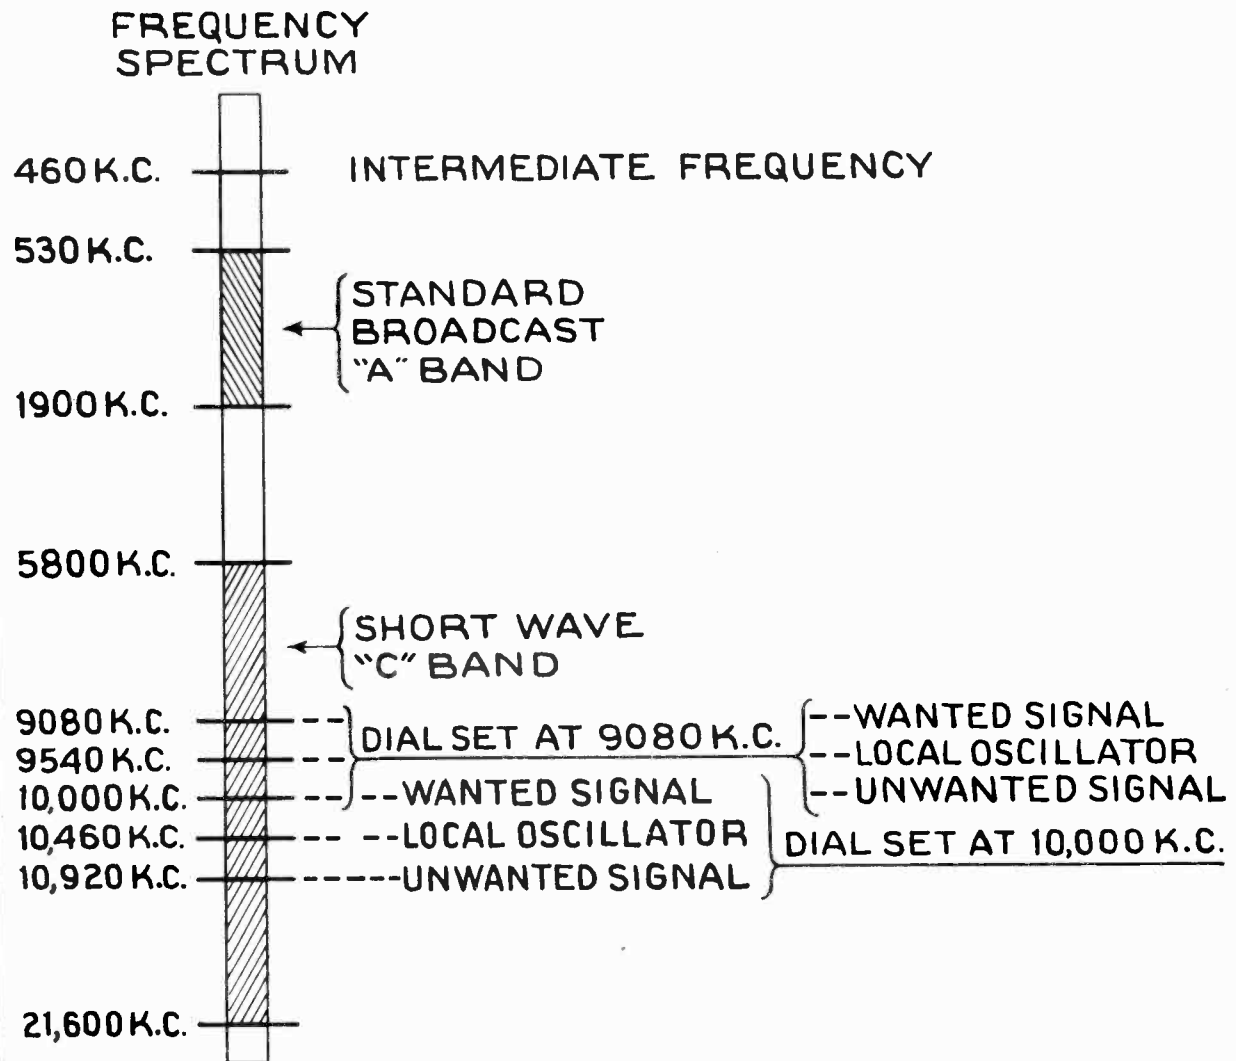 FREQUENCY
SPECTRUM
460 K.C.
INTERMEDIATE FREQUENCY
530 K.C.
STANDARD
BROADCAST
"A" BAND
1900 K.C.
5800 K.C.
SHORT WAVE
"C" BAND
9080 K.C.
9540 K.C.
10,000 K.C.
10,460 K.C.
10,920 K.C.
DIAL SET AT 9080 K.C.
--WANTED SIGNAL
--LOCAL OSCILLATOR
--UNWANTED SIGNAL
--WANTED SIGNAL
--LOCAL OSCILLATOR
--UNWANTED SIGNAL
DIAL SET AT 10,000 K.C.
21,600 K.C.